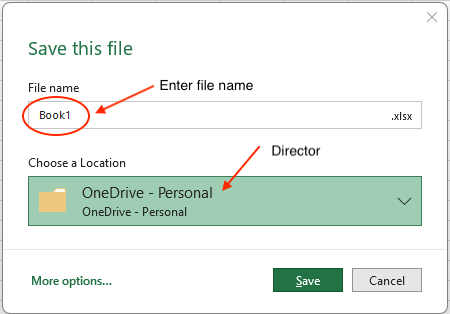 Save this file
File name
Enter file name
Book1
.xlsx
Choose a Location
Director
OneDrive - Personal
OneDrive - Personal
More options...
Save
Cancel